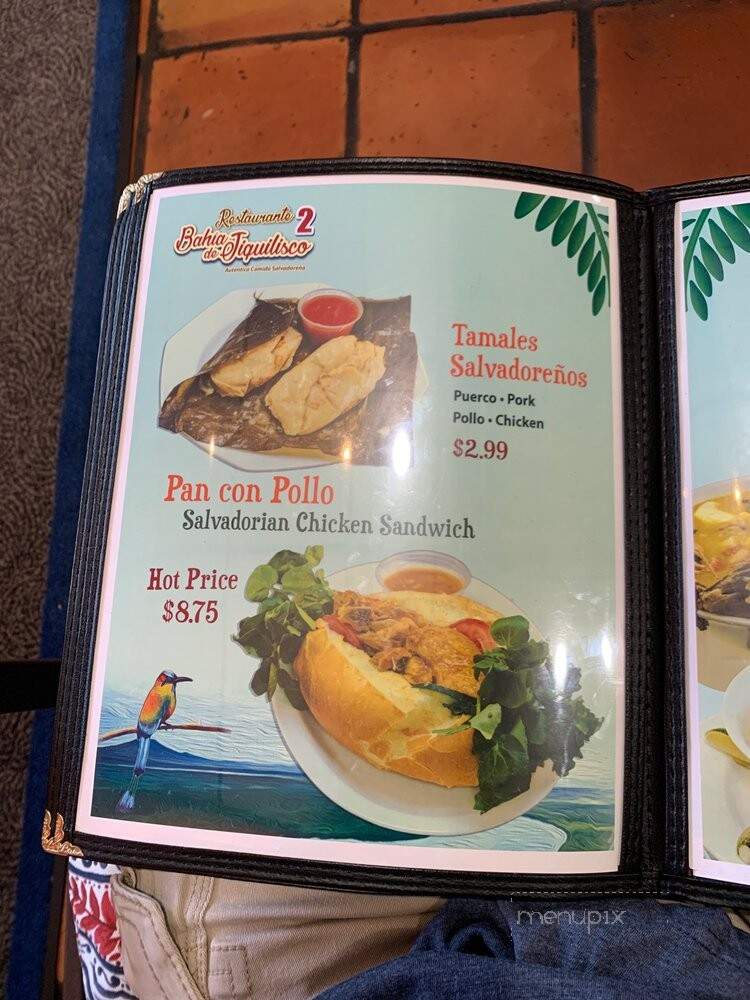 Restaurante 2
Bahia
de Jiquilisco
Autentica Comida Salvadoreña
Tamales
Salvadoreños
Puerco • Pork
Pollo • Chicken
$2.99
Pan con Pollo
Salvadorian Chicken Sandwich
Hot Price
$8.75
menupix